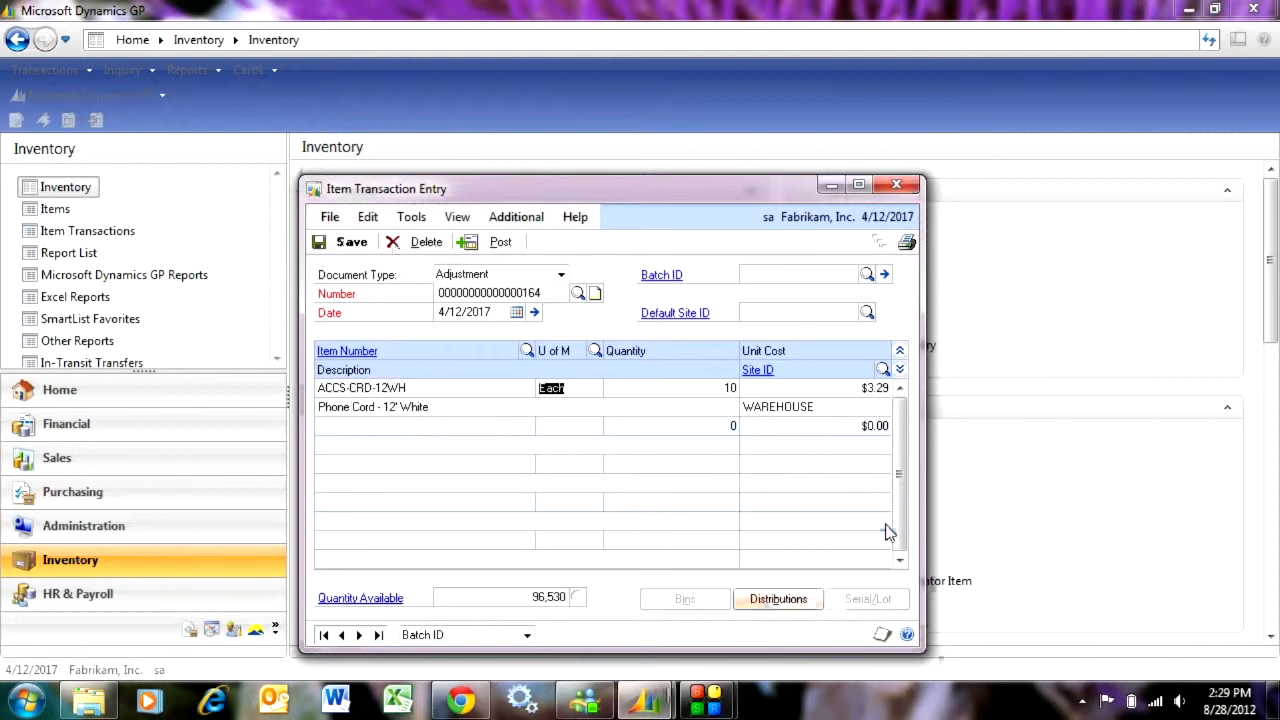 Microsoft Dynamics GP
Home Inventory Inventory
Transactions Inquiry Reports Cards
Inventory
Inventory
Items
Item Transactions
Report List
Microsoft Dynamics GP Reports
Excel Reports
SmartList Favorites
Other Reports
In-Transit Transfers
Home
Financial
Sales
Purchasing
Administration
Inventory
HR & Payroll
4/12/2017 Fabrikam, Inc. sa
Inventory
Item Transaction Entry
File Edit Tools View Additional Help sa Fabrikam, Inc. 4/12/2017
Save Delete Post
Document Type: Adjustment Batch ID
Number 00000000000000164
Date 4/12/2017 Default Site ID
Item Number U of M Quantity Unit Cost
Description Site ID
ACCS-CRD-12WH Each 10 $3.29
Phone Cord - 12' White WAREHOUSE
0 $0.00
Quantity Available 96,530 Bins Distributions Serial/Lot
Batch ID
ator Item
2:29 PM
8/28/2012